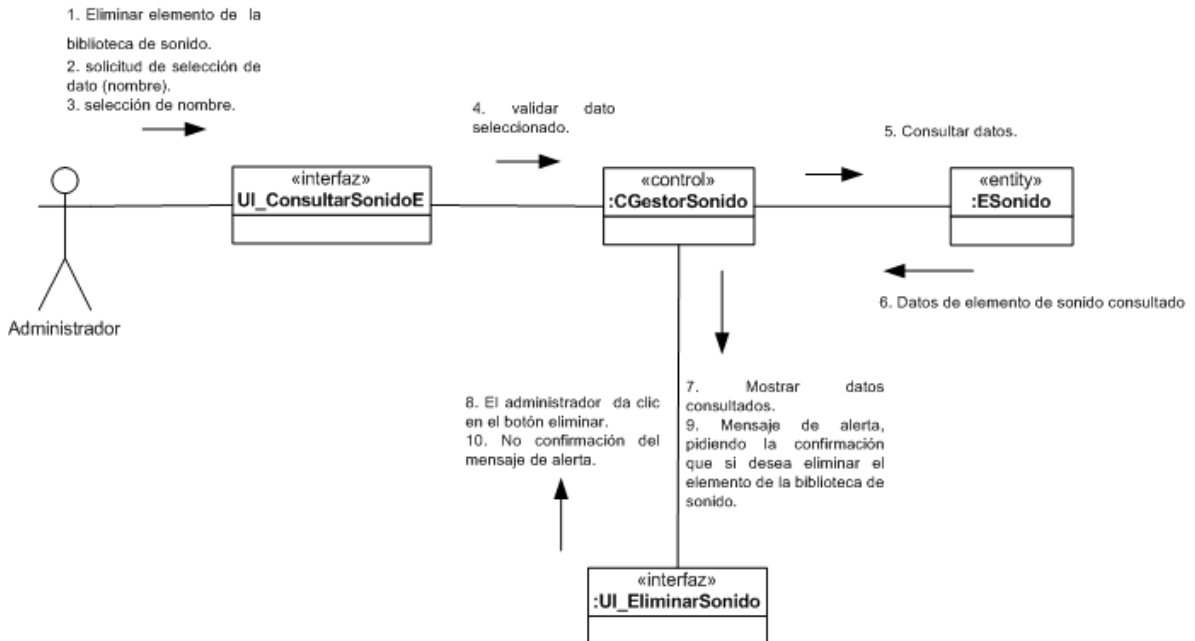 1. Eliminar elemento de la
biblioteca de sonido.
2. solicitud de selección de
dato (nombre).
3. selección de nombre.
4. validar dato
seleccionado.
5. Consultar datos.
«interfaz»
UI_ConsultarSonidoE
«control»
:CGestorSonido
«entity»
:ESonido
Administrador
6. Datos de elemento de sonido consultado
8. El administrador da clic
en el botón eliminar.
10. No confirmación del
mensaje de alerta.
7. Mostrar datos
consultados.
9. Mensaje de alerta,
pidiendo la confirmación
que si desea eliminar el
elemento de la biblioteca de
sonido.
«interfaz»
:UI_EliminarSonido